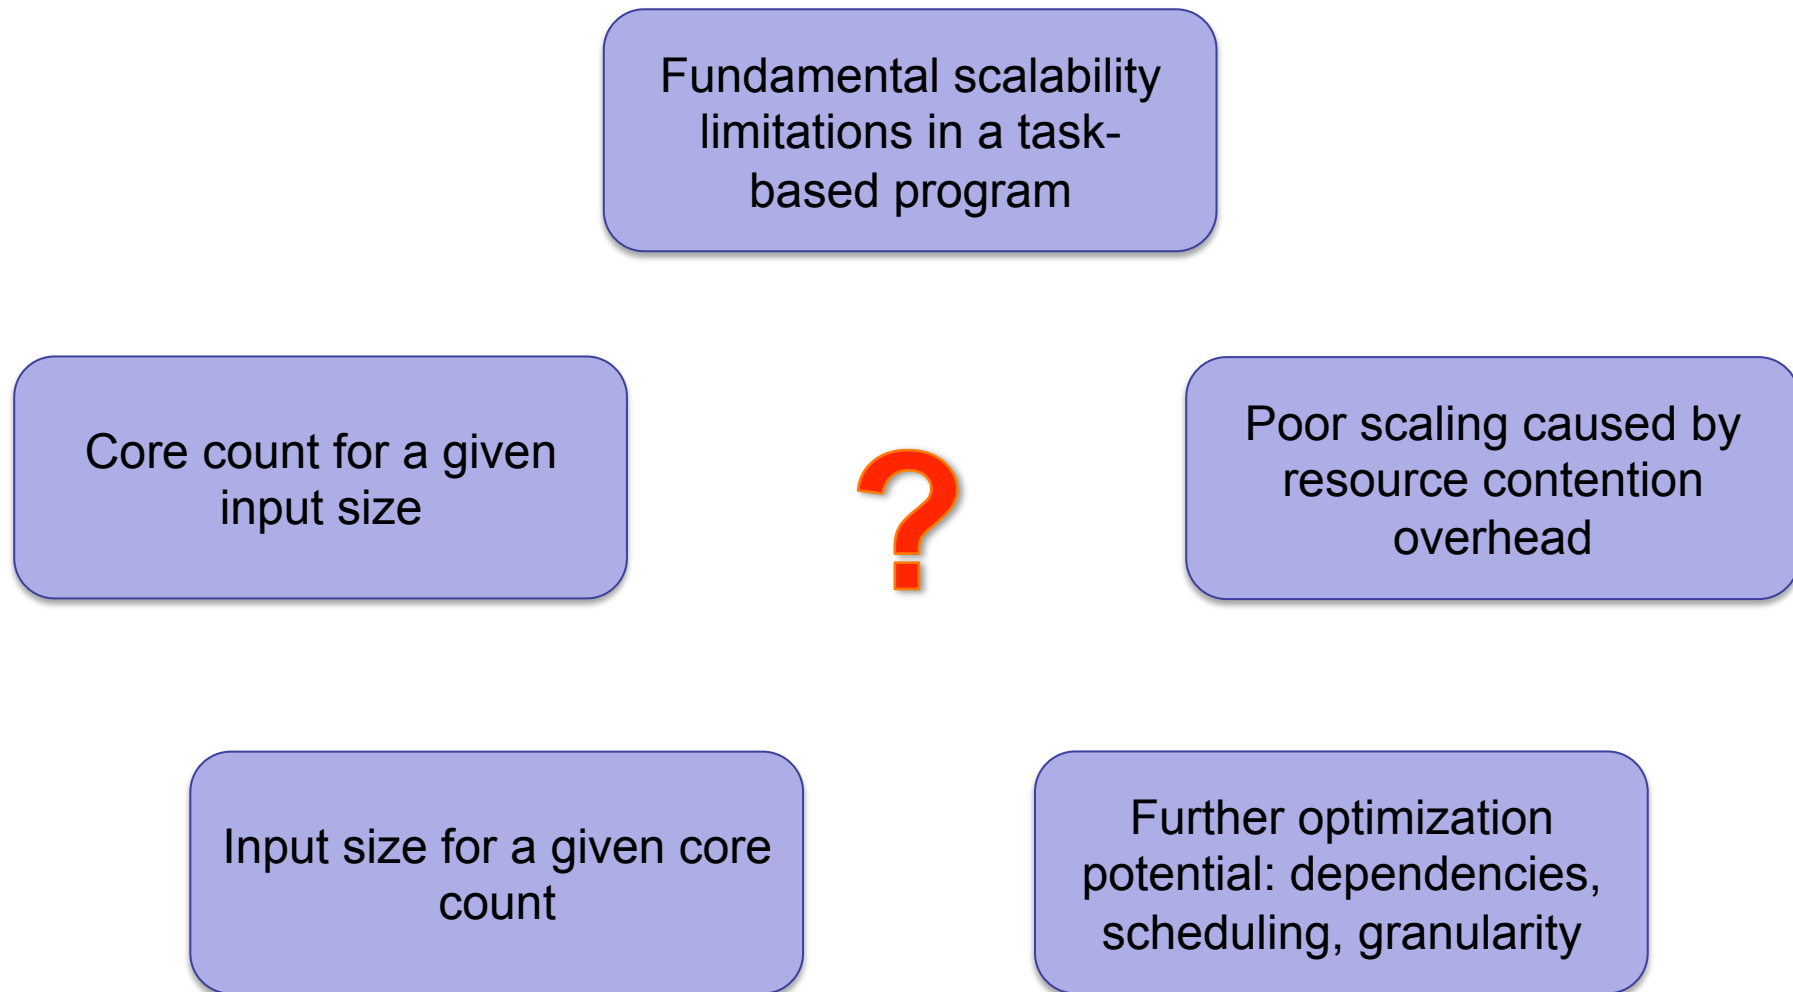 Fundamental scalability
limitations in a task-
based program
Core count for a given
input size
?
Poor scaling caused by
resource contention
overhead
Input size for a given core
count
Further optimization
potential: dependencies,
scheduling, granularity